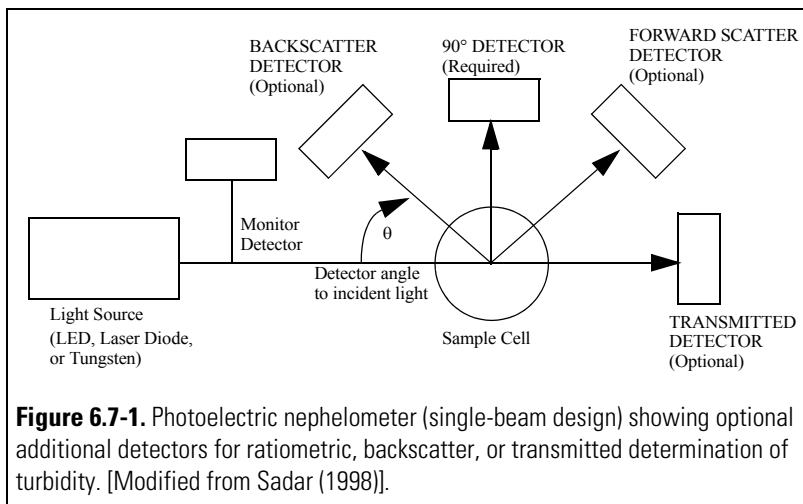 BACKSCATTER
DETECTOR
(Optional)
90° DETECTOR
(Required)
FORWARD SCATTER
DETECTOR
(Optional)
Monitor
Detector
θ
Detector angle
to incident light
Light Source
(LED, Laser Diode,
or Tungsten)
Sample Cell
TRANSMITTED
DETECTOR
(Optional)
Figure 6.7-1. Photoelectric nephelometer (single-beam design) showing optional
additional detectors for ratiometric, backscatter, or transmitted determination of
turbidity. [Modified from Sadar (1998)].